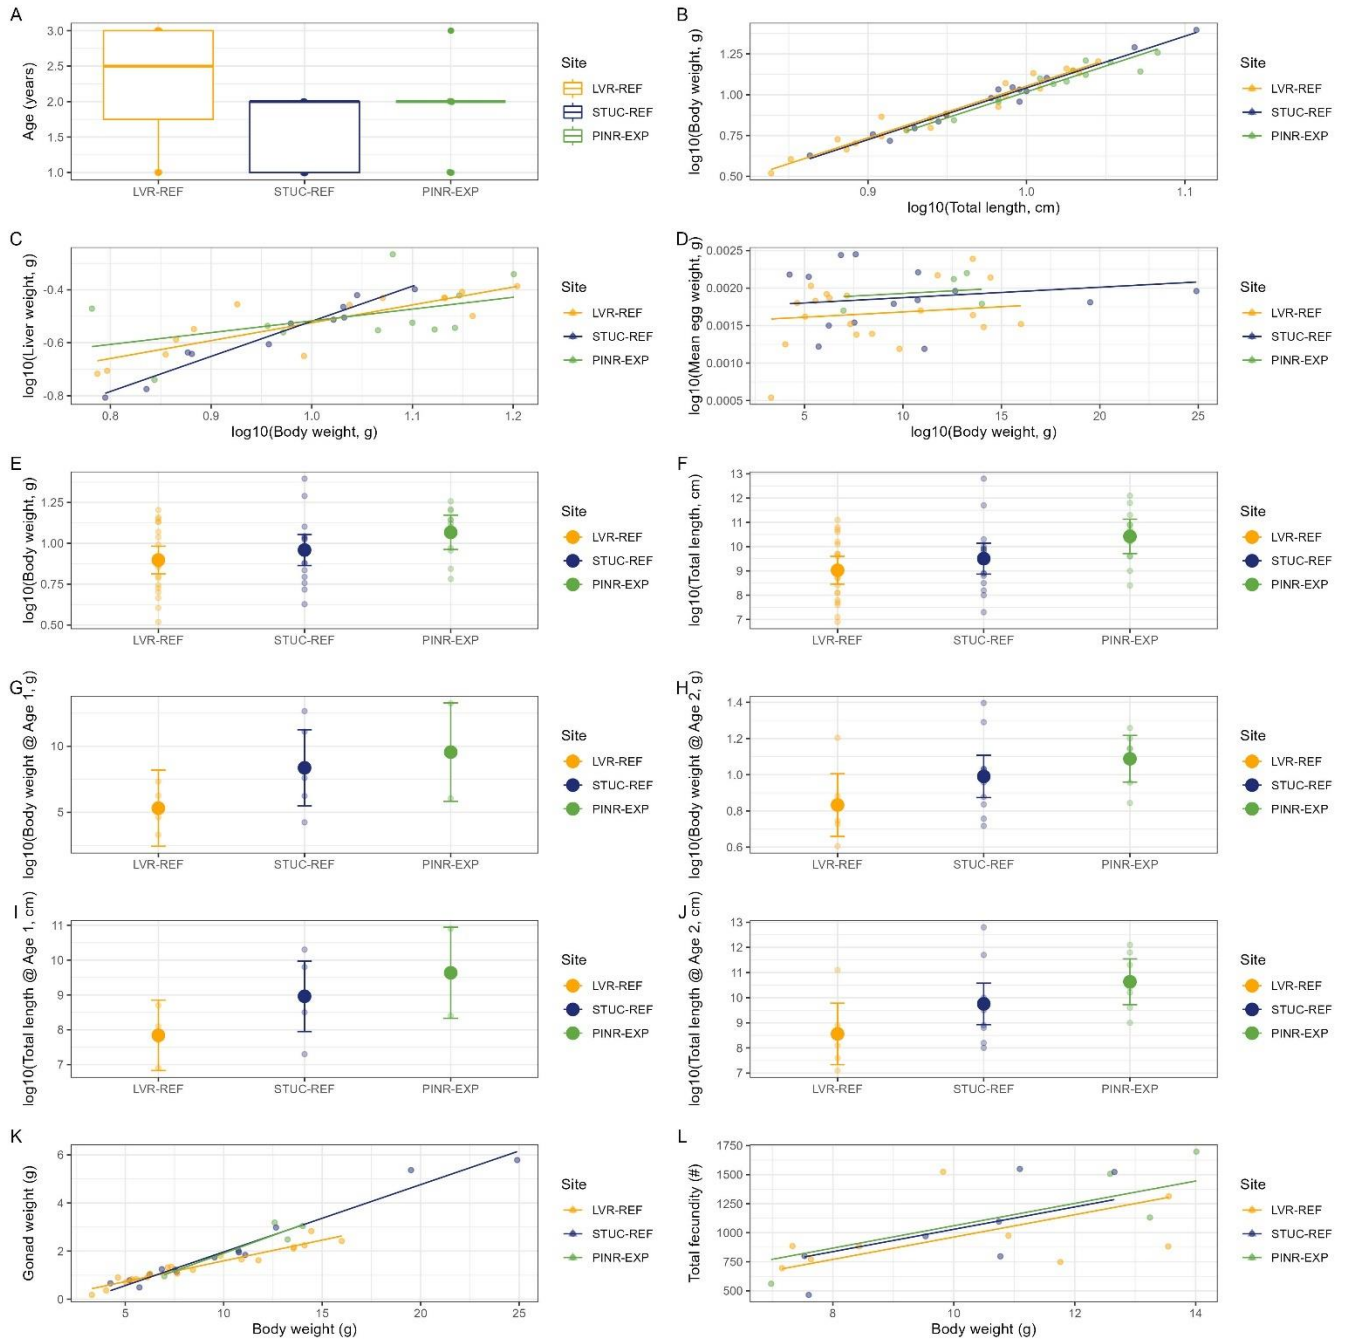 A
Age (years)
3.0
2.5
2.0
1.5
1.0
LVR-REF
STUC-REF
PINR-EXP
Site
LVR-REF
STUC-REF
PINR-EXP
B
log10(Body weight, g)
1.25
1.00
0.75
0.50
0.9
1.0
1.1
log10(Total length, cm)
Site
LVR-REF
STUC-REF
PINR-EXP
C
log10(Liver weight, g)
-0.4
-0.6
-0.8
0.8
0.9
1.0
1.1
1.2
log10(Body weight, g)
Site
LVR-REF
STUC-REF
PINR-EXP
D
log10(Mean egg weight, g)
0.0025
0.0020
0.0015
0.0010
0.0005
5
10
15
20
25
log10(Body weight, g)
Site
LVR-REF
STUC-REF
PINR-EXP
E
log10(Body weight, g)
1.25
1.00
0.75
0.50
LVR-REF
STUC-REF
PINR-EXP
Site
LVR-REF
STUC-REF
PINR-EXP
F
log10(Total length, cm)
13
12
11
10
9
8
7
LVR-REF
STUC-REF
PINR-EXP
Site
LVR-REF
STUC-REF
PINR-EXP
G
log10(Body weight @ Age 1, g)
10
5
LVR-REF
STUC-REF
PINR-EXP
Site
LVR-REF
STUC-REF
PINR-EXP
H
log10(Body weight @ Age 2, g)
1.4
1.2
1.0
0.8
0.6
LVR-REF
STUC-REF
PINR-EXP
Site
LVR-REF
STUC-REF
PINR-EXP
I
log10(Total length @ Age 1, cm)
11
10
9
8
7
LVR-REF
STUC-REF
PINR-EXP
Site
LVR-REF
STUC-REF
PINR-EXP
J
log10(Total length @ Age 2, cm)
13
12
11
10
9
8
7
LVR-REF
STUC-REF
PINR-EXP
Site
LVR-REF
STUC-REF
PINR-EXP
K
Gonad weight (g)
6
4
2
0
5
10
15
20
25
Body weight (g)
Site
LVR-REF
STUC-REF
PINR-EXP
L
Total fecundity (#)
1750
1500
1250
1000
750
500
8
10
12
14
Body weight (g)
Site
LVR-REF
STUC-REF
PINR-EXP